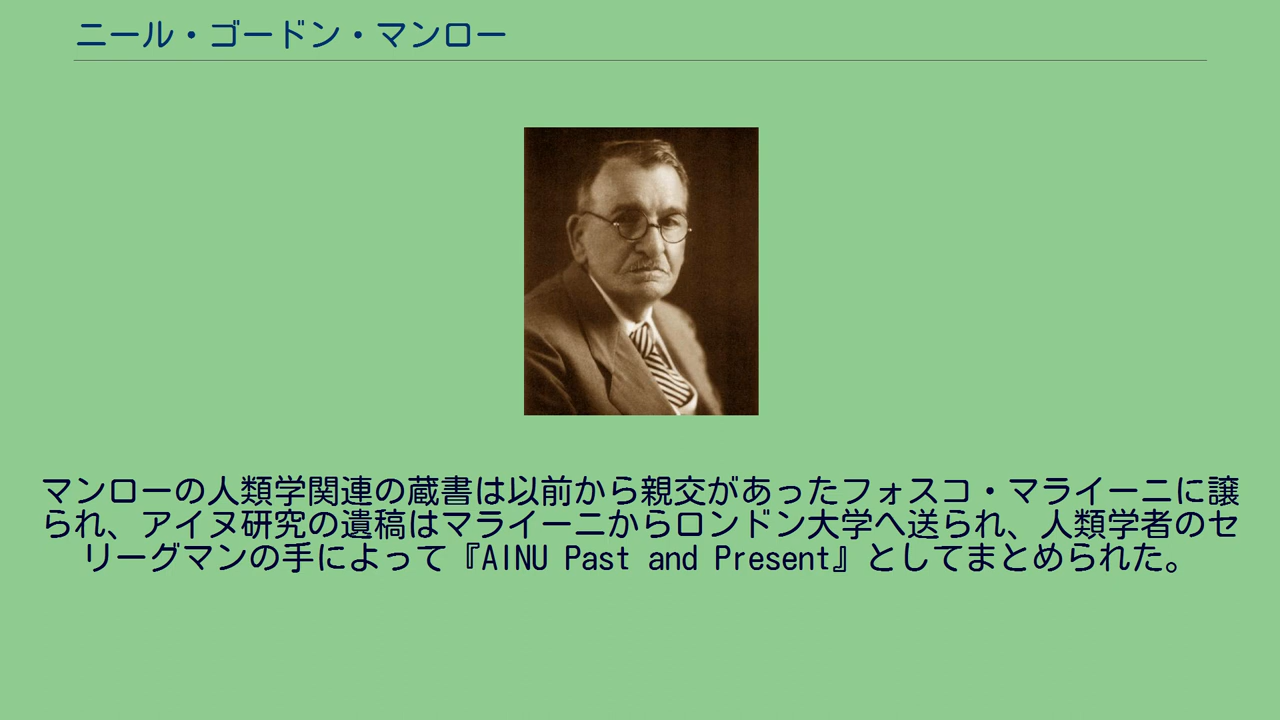 ニール・ゴードン・マンロー
マンローの人類学関連の蔵書は以前から親交があったフォスコ・マライーニに譲
られ、アイヌ研究の遺稿はマライーニからロンドン大学へ送られ、人類学者のセ
リーグマンの手によって『AINU Past and Present』としてまとめられた。